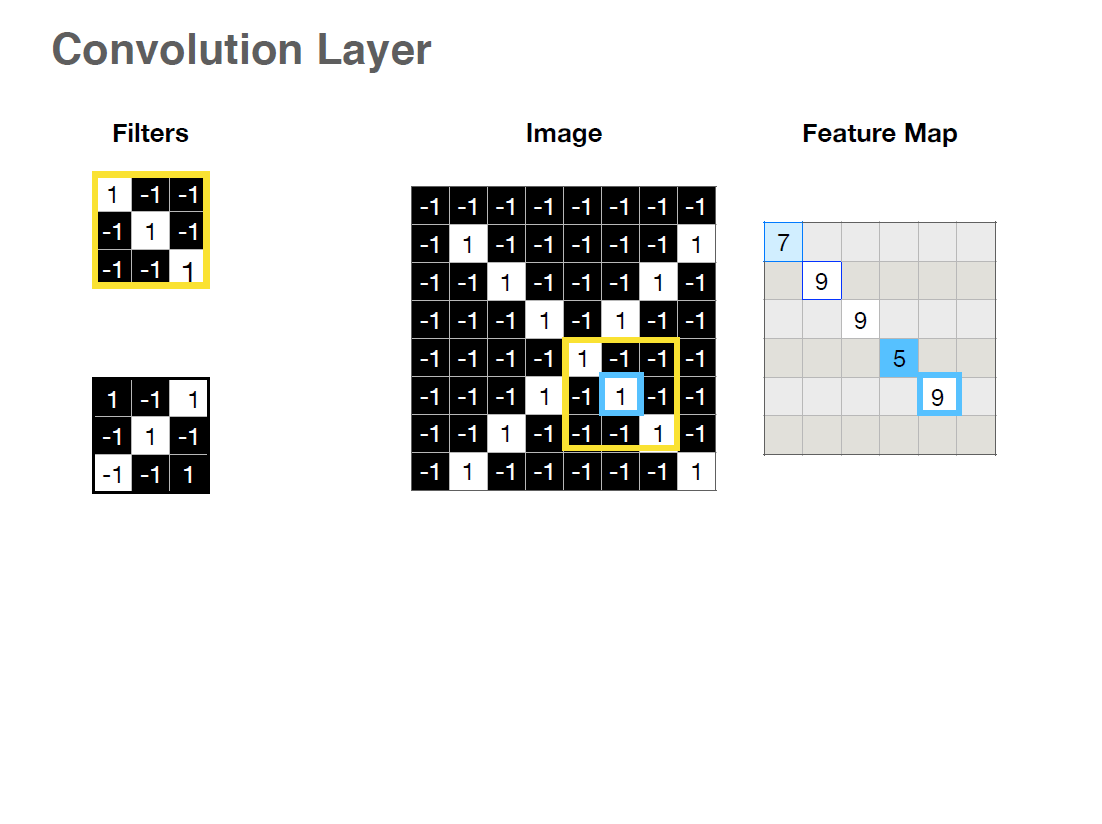 Convolution Layer
Filters
Image
Feature Map
1 -1 -1
-1 1 -1
-1 -1 1
1 -1 1
-1 1 -1
-1 -1 1
-1 -1 -1 -1 -1 -1 -1 -1
-1 1 -1 -1 -1 -1 -1 1
-1 -1 1 -1 -1 -1 1 -1
-1 -1 -1 1 -1 1 -1 -1
-1 -1 -1 -1 1 -1 -1 -1
-1 -1 -1 1 -1 1 -1 -1
-1 -1 1 -1 -1 -1 1 -1
-1 1 -1 -1 -1 -1 -1 1
7
9
9
5
9